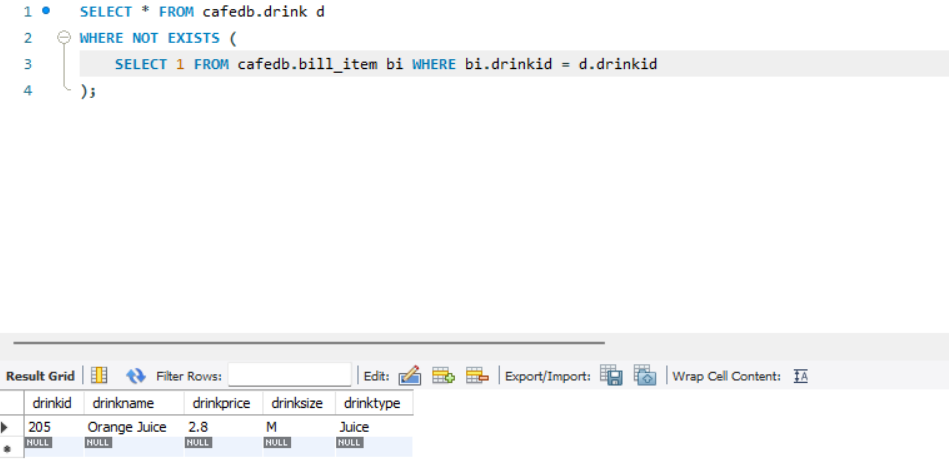 1 SELECT * FROM cafedb.drink d
2 WHERE NOT EXISTS (
3 SELECT 1 FROM cafedb.bill_item bi WHERE bi.drinkid = d.drinkid
4 );
Result Grid Filter Rows: Edit: Export/Import: Wrap Cell Content: IA
drinkid drinkname drinkprice drinksize drinktype
205 Orange Juice 2.8 M Juice
NULL NULL NULL NULL NULL